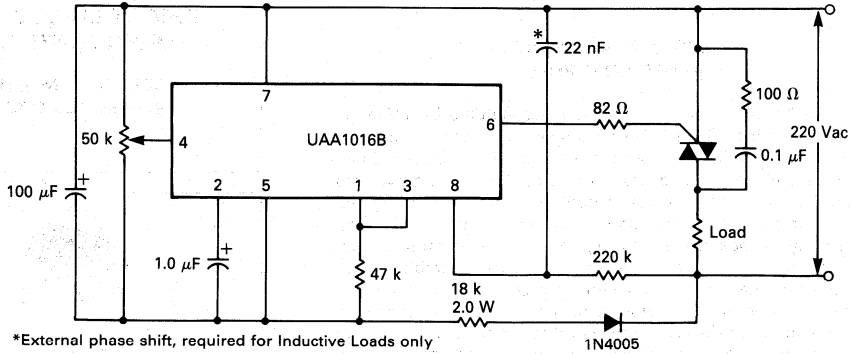 *
22 nF
7
100 Ω
82 Ω
6
50 k
4
UAA1016B
220 Vac
0.1 μF
100 μF
+
2
5
1
3
8
Load
+
1.0 μF
47 k
220 k
18 k
2.0 W
1N4005
*External phase shift, required for Inductive Loads only